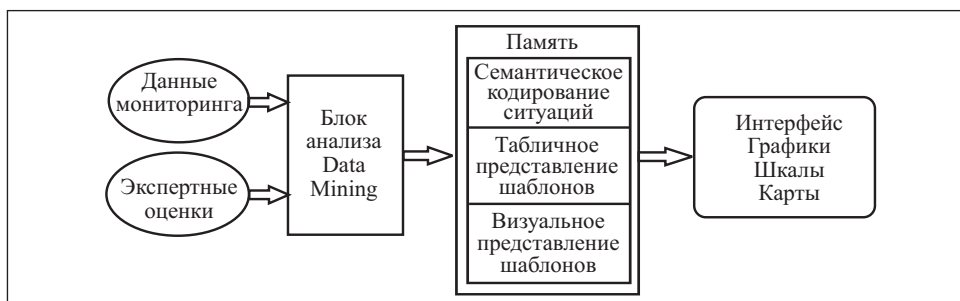 Данные
мониторинга
Экспертные
оценки
Блок
анализа
Data
Mining
Память
Семантическое
кодирование
ситуаций
Табличное
представление
шаблонов
Визуальное
представление
шаблонов
Интерфейс
Графики
Шкалы
Карты